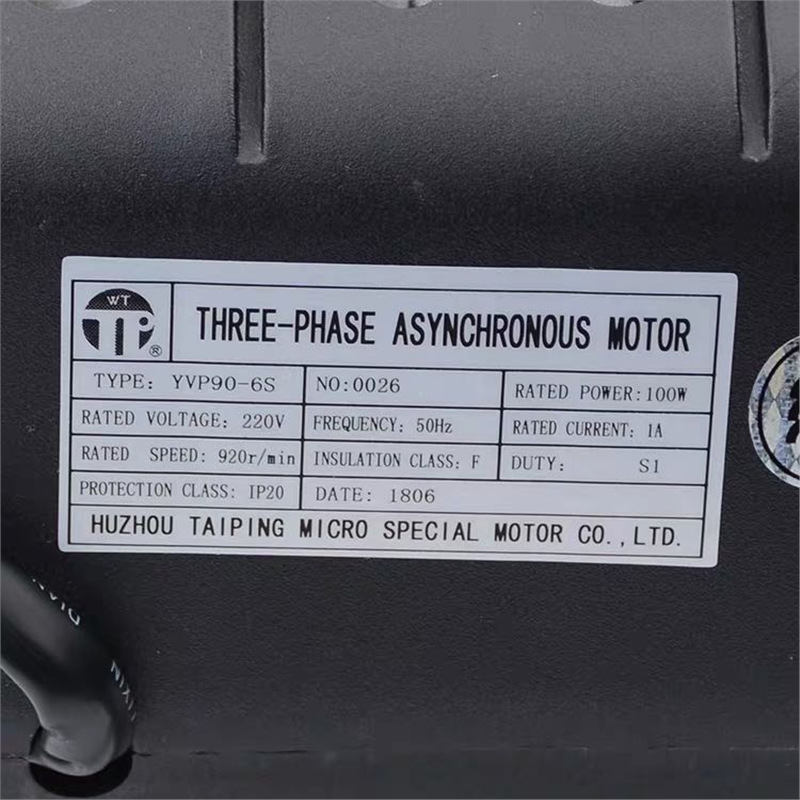 WT
TP ®
THREE-PHASE ASYNCHRONOUS MOTOR
TYPE: YVP90-6S NO:0026 RATED POWER:100W
RATED VOLTAGE: 220V FREQUENCY: 50Hz RATED CURRENT: 1A
RATED SPEED: 920r/min INSULATION CLASS: F DUTY: S1
PROTECTION CLASS: IP20 DATE: 1806
HUZHOU TAIPING MICRO SPECIAL MOTOR CO.,LTD.